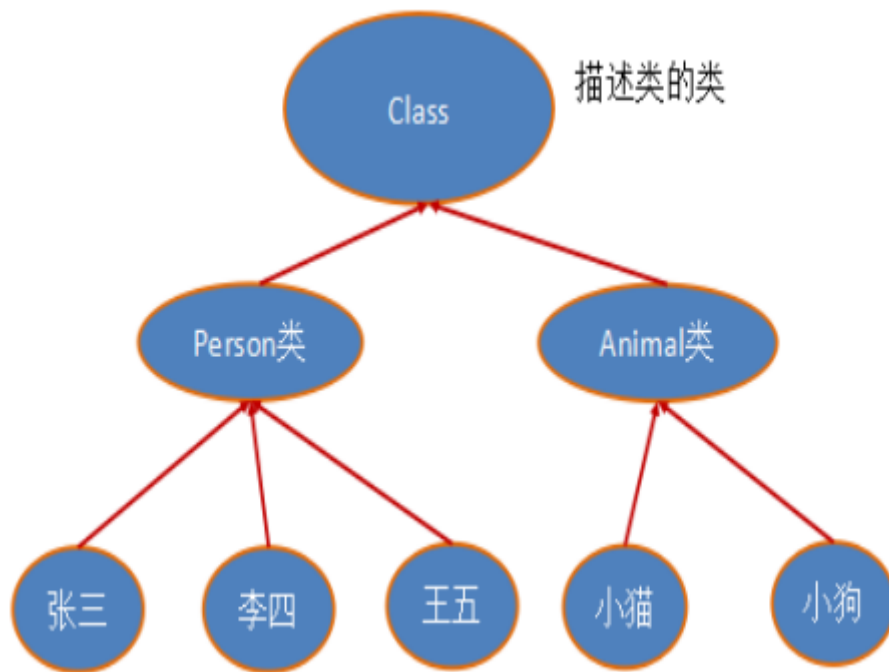 Class
描述类的类
Person类
Animal类
张三
李四
王五
小猫
小狗